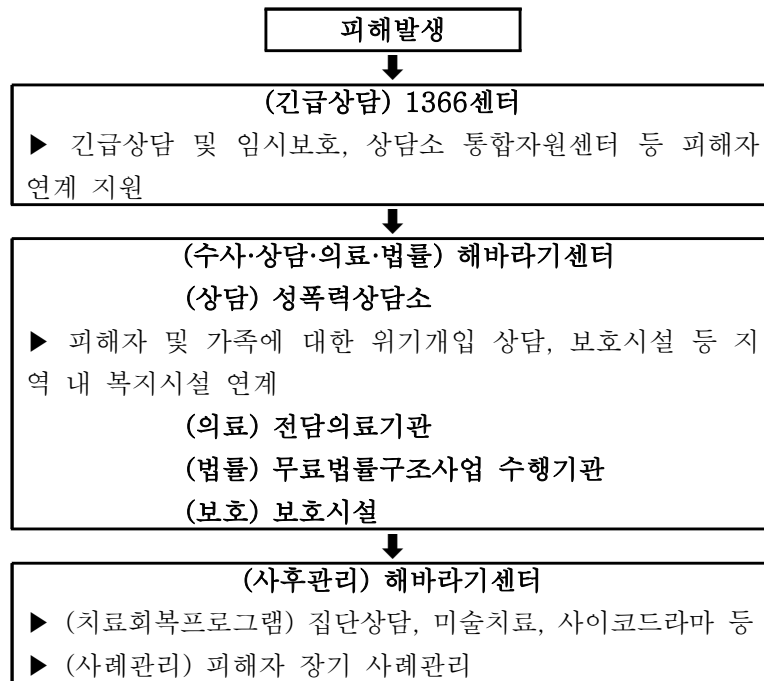 피해발생
(긴급상담) 1366센터
▶ 긴급상담 및 임시보호, 상담소 통합자원센터 등 피해자
연계 지원
(수사·상담·의료·법률) 해바라기센터
(상담) 성폭력상담소
▶ 피해자 및 가족에 대한 위기개입 상담, 보호시설 등 지
역 내 복지시설 연계
(의료) 전담의료기관
(법률) 무료법률구조사업 수행기관
(보호) 보호시설
(사후관리) 해바라기센터
▶ (치료회복프로그램) 집단상담, 미술치료, 사이코드라마 등
▶ (사례관리) 피해자 장기 사례관리